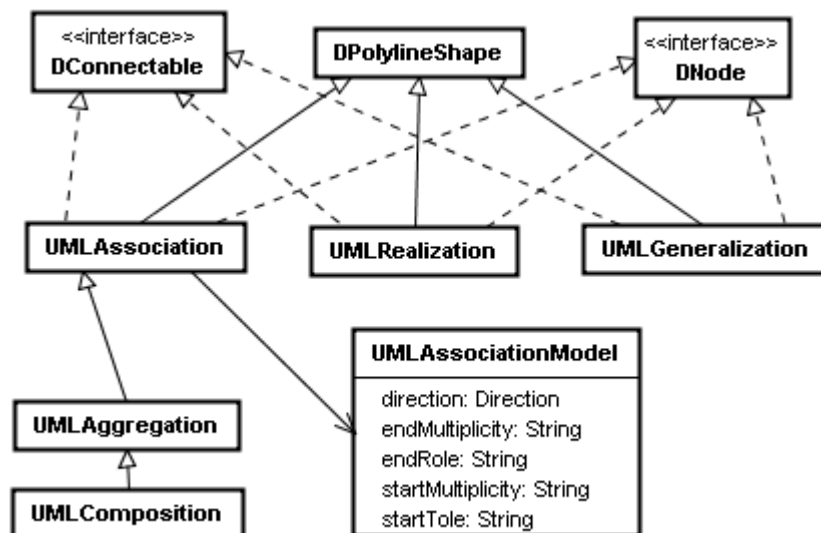 <<interface>>
DConnectable
DPolylineShape
<<interface>>
DNode
UMLAssociation
UMLRealization
UMLGeneralization
UMLAssociationModel
direction: Direction
endMultiplicity: String
endRole: String
startMultiplicity: String
startTole: String
UMLAggregation
UMLComposition